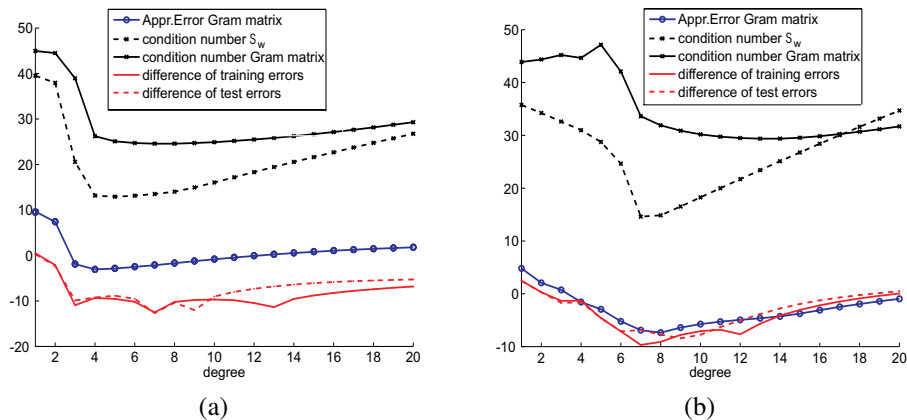 50
40
30
20
10
0
-10
-20
2 4 6 8 10 12 14 16 18 20
degree
Appr.Error Gram matrix
condition number S_w
condition number Gram matrix
difference of training errors
difference of test errors
(a)
50
40
30
20
10
0
-10
2 4 6 8 10 12 14 16 18 20
degree
Appr.Error Gram matrix
condition number S_w
condition number Gram matrix
difference of training errors
difference of test errors
(b)